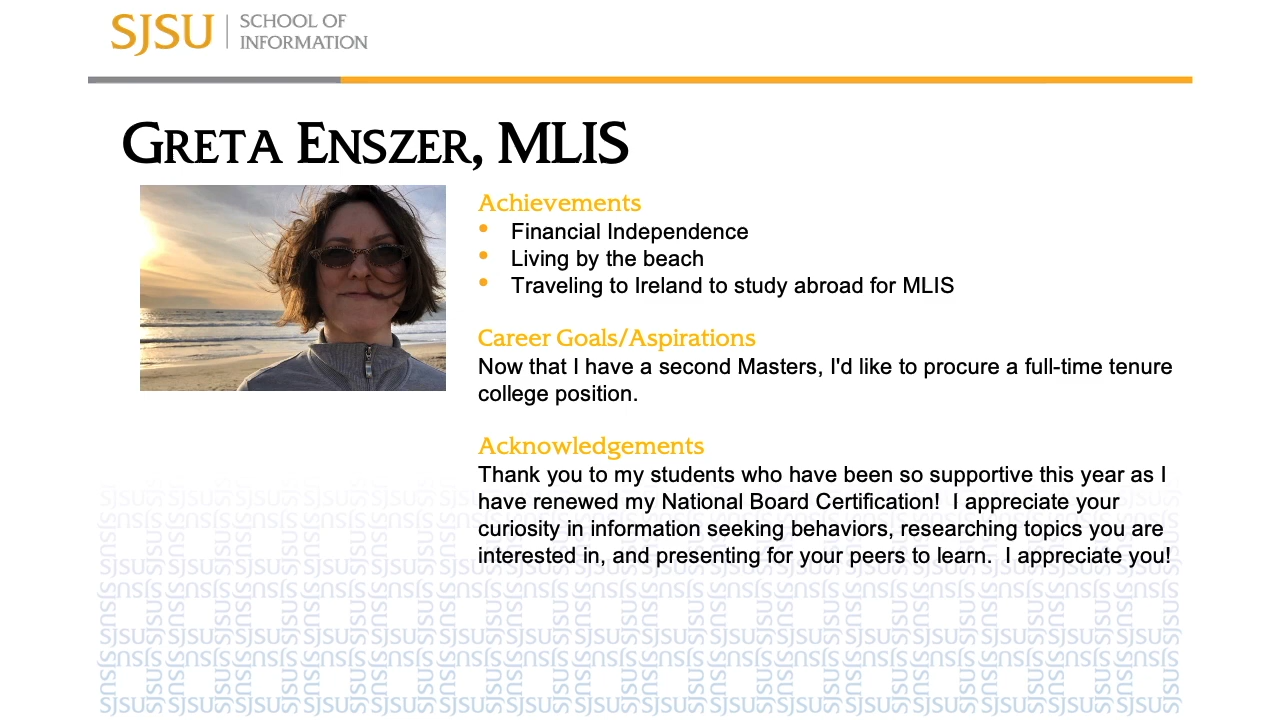 SJSU SCHOOL OF
INFORMATION
GRETA ENSZER, MLIS
Achievements
• Financial Independence
• Living by the beach
• Traveling to Ireland to study abroad for MLIS
Career Goals/Aspirations
Now that I have a second Masters, I'd like to procure a full-time tenure
college position.
Acknowledgements
Thank you to my students who have been so supportive this year as I
have renewed my National Board Certification!  I appreciate your
curiosity in information seeking behaviors, researching topics you are
interested in, and presenting for your peers to learn.  I appreciate you!